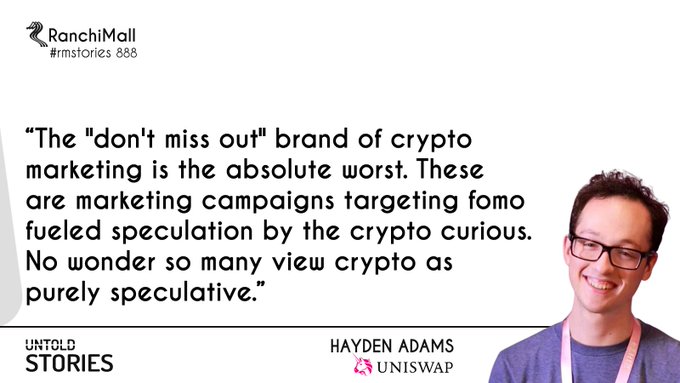 RanchiMall
#rmstories 888
“The "don't miss out" brand of crypto
marketing is the absolute worst. These
are marketing campaigns targeting fomo
fueled speculation by the crypto curious.
No wonder so many view crypto as
purely speculative.”
UNTOLD
STORIES
HAYDEN ADAMS
UNISWAP